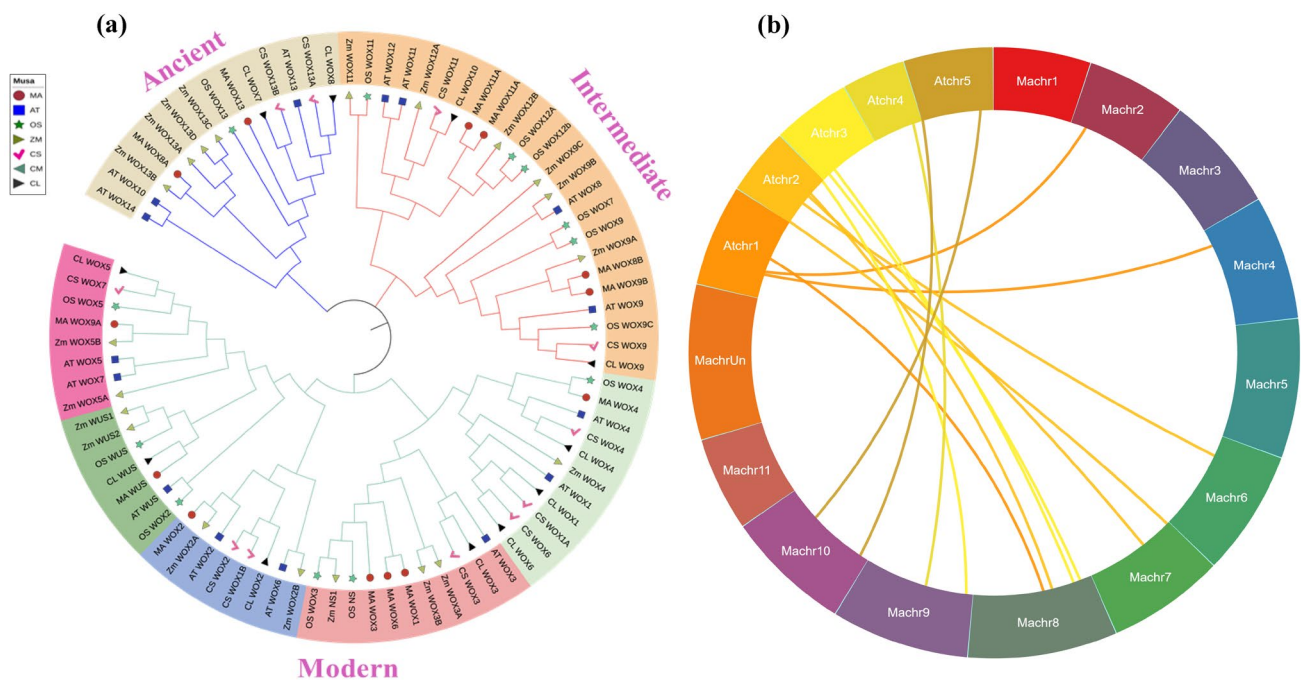 (a)
(b)
Ancient
Intermediate
Modern
Musa
MA
AT
OS
ZM
CS
CM
CL
AT WOX14
AT WOX10
Zm WOX13B
MA WOX8A
Zm WOX13A
Zm WOX13D
Zm WOX13C
OS WOX13
MA WOX13
CL WOX7
CS WOX13B
AT WOX13
CS WOX13A
CL WOX8
Zm WOX11
OS WOX11
AT WOX12
AT WOX11
Zm WOX12A
CS WOX11
CL WOX10
MA WOX11A
MA WOX11A
Zm WOX12B
OS WOX12A
OS WOX12b
Zm WOX9C
Zm WOX9B
AT WOX8
OS WOX7
OS WOX9
Zm WOX9A
MA WOX8B
MA WOX9B
AT WOX9
OS WOX9C
CS WOX9
CL WOX9
OS WOX4
MA WOX4
AT WOX4
CS WOX4
CL WOX4
Zm WOX4
AT WOX1
CL WOX1
CS WOX1A
CS WOX6
CL WOX6
AT WOX3
CL WOX3
CS WOX3
Zm WOX3A
Zm WOX3B
MA WOX1
MA WOX6
MA WOX3
OS NS
Zm NS1
OS WOX3
Zm WOX2B
AT WOX6
CL WOX2
CS WOX1B
CS WOX2
AT WOX2
Zm WOX2A
MA WOX2
OS WOX2
AT WUS
MA WUS
CL WUS
OS WUS
Zm WUS2
Zm WUS1
Zm WOX5A
AT WOX7
AT WOX5
Zm WOX5B
MA WOX9A
OS WOX5
CS WOX7
CL WOX5
Machr1
Machr2
Machr3
Machr4
Machr5
Machr6
Machr7
Machr8
Machr9
Machr10
Machr11
MachrUn
Atchr1
Atchr2
Atchr3
Atchr4
Atchr5